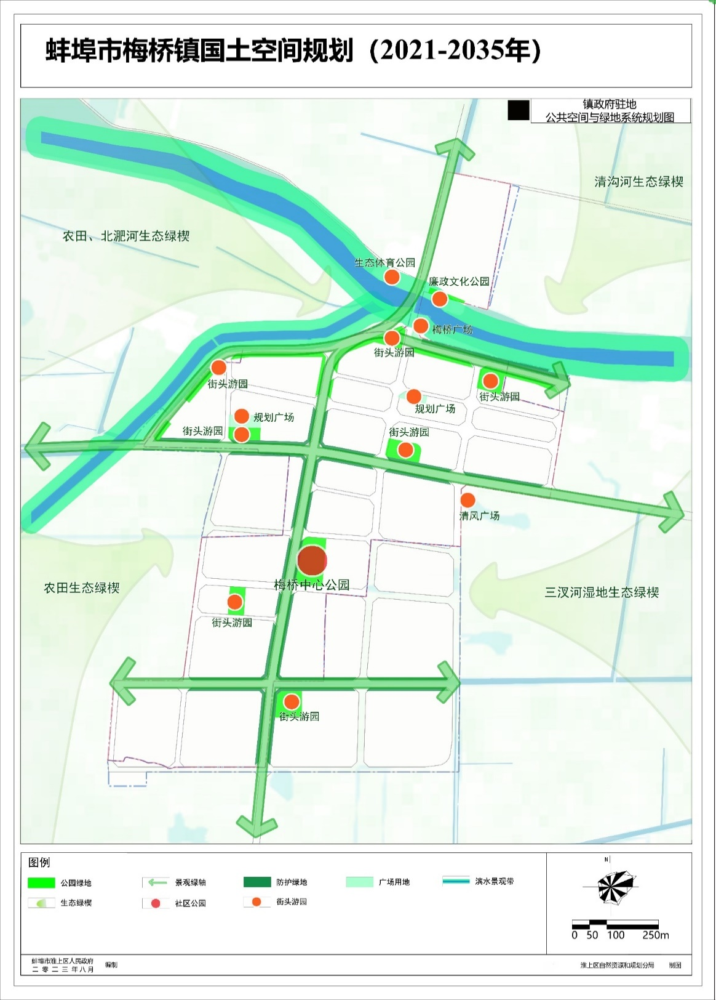 蚌埠市梅桥镇国土空间规划（2021-2035年）
镇政府驻地
公共空间与绿地系统规划图
清沟河生态绿楔
农田、北淝河生态绿楔
生态体育公园
廉政文化公园
梅桥广场
街头游园
街头游园
街头游园
规划广场
规划广场
街头游园
街头游园
清风广场
梅桥中心公园
农田生态绿楔
三汊河湿地生态绿楔
街头游园
街头游园
图例
公园绿地
景观绿轴
防护绿地
广场用地
滨水景观带
生态绿楔
社区公园
街头游园
N
0 50 100 250m
蚌埠市淮上区人民政府 编制
二零二三年八月
淮上区自然资源和规划分局 制图